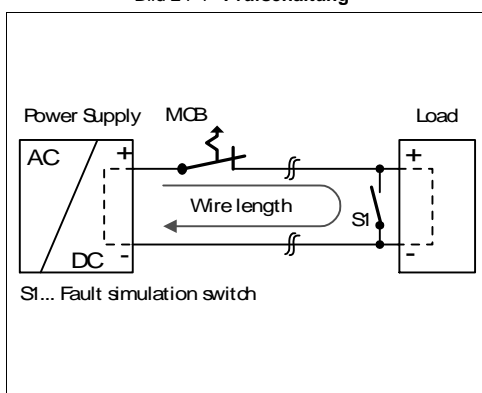 Power Supply MCB Load
AC + +
Wire length
S1
DC - -
S1... Fault simulation switch